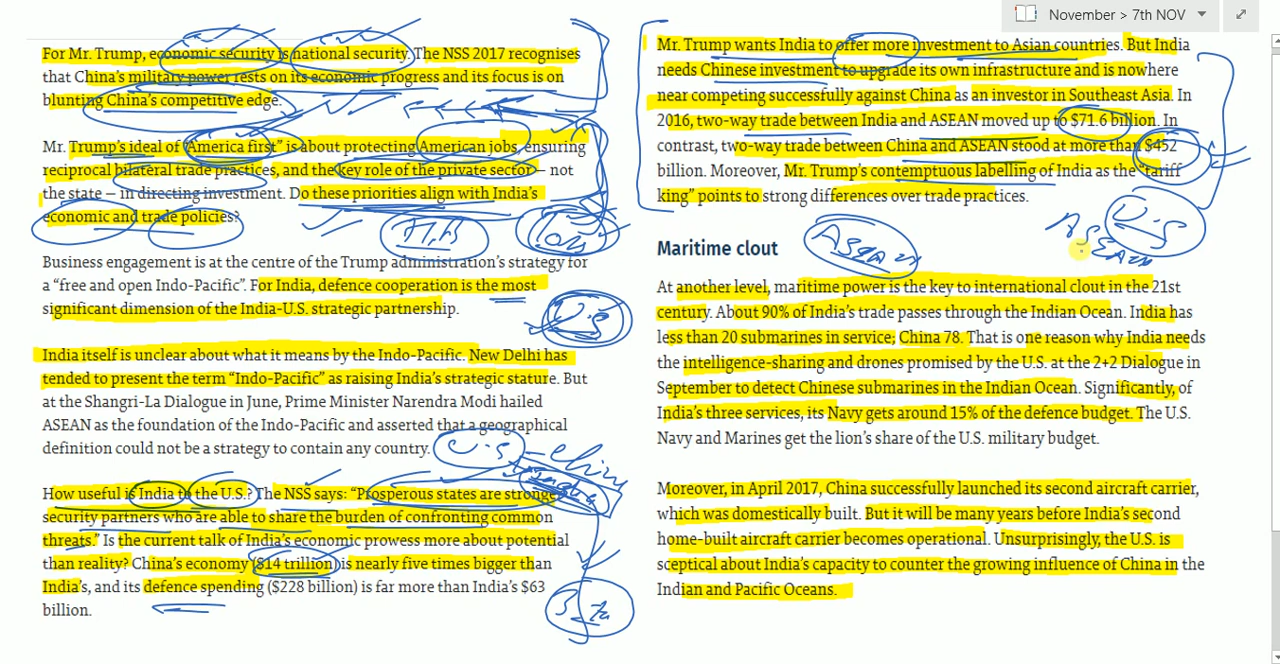 November > 7th NOV
For Mr. Trump, economic security is national security. The NSS 2017 recognises
that China's military power rests on its economic progress and its focus is on
blunting China's competitive edge.
Mr. Trump's ideal of "America first" is about protecting American jobs, ensuring
reciprocal bilateral trade practices, and the key role of the private sector — not
the state — in directing investment. Do these priorities align with India's
economic and trade policies?
Business engagement is at the centre of the Trump administration's strategy for
a "free and open Indo-Pacific". For India, defence cooperation is the most
significant dimension of the India-U.S. strategic partnership.
U.S
India itself is unclear about what it means by the Indo-Pacific. New Delhi has
tended to present the term "Indo-Pacific" as raising India's strategic stature. But
at the Shangri-La Dialogue in June, Prime Minister Narendra Modi hailed
ASEAN as the foundation of the Indo-Pacific and asserted that a geographical
definition could not be a strategy to contain any country.
U.S – China
How useful is India to the U.S.? The NSS says: "Prosperous states are stronger
security partners who are able to share the burden of confronting common
threats." Is the current talk of India's economic prowess more about potential
than reality? China's economy ($14 trillion) is nearly five times bigger than
India's, and its defence spending ($228 billion) is far more than India's $63
billion.
Mr. Trump wants India to offer more investment to Asian countries. But India
needs Chinese investment to upgrade its own infrastructure and is nowhere
near competing successfully against China as an investor in Southeast Asia. In
2016, two-way trade between India and ASEAN moved up to $71.6 billion. In
contrast, two-way trade between China and ASEAN stood at more than $452
billion. Moreover, Mr. Trump's contemptuous labelling of India as the "tariff
king" points to strong differences over trade practices.
U.S
ASEAN
ASEAN
Maritime clout
At another level, maritime power is the key to international clout in the 21st
century. About 90% of India's trade passes through the Indian Ocean. India has
less than 20 submarines in service; China 78. That is one reason why India needs
the intelligence-sharing and drones promised by the U.S. at the 2+2 Dialogue in
September to detect Chinese submarines in the Indian Ocean. Significantly, of
India's three services, its Navy gets around 15% of the defence budget. The U.S.
Navy and Marines get the lion's share of the U.S. military budget.
Moreover, in April 2017, China successfully launched its second aircraft carrier,
which was domestically built. But it will be many years before India's second
home-built aircraft carrier becomes operational. Unsurprisingly, the U.S. is
sceptical about India's capacity to counter the growing influence of China in the
Indian and Pacific Oceans.